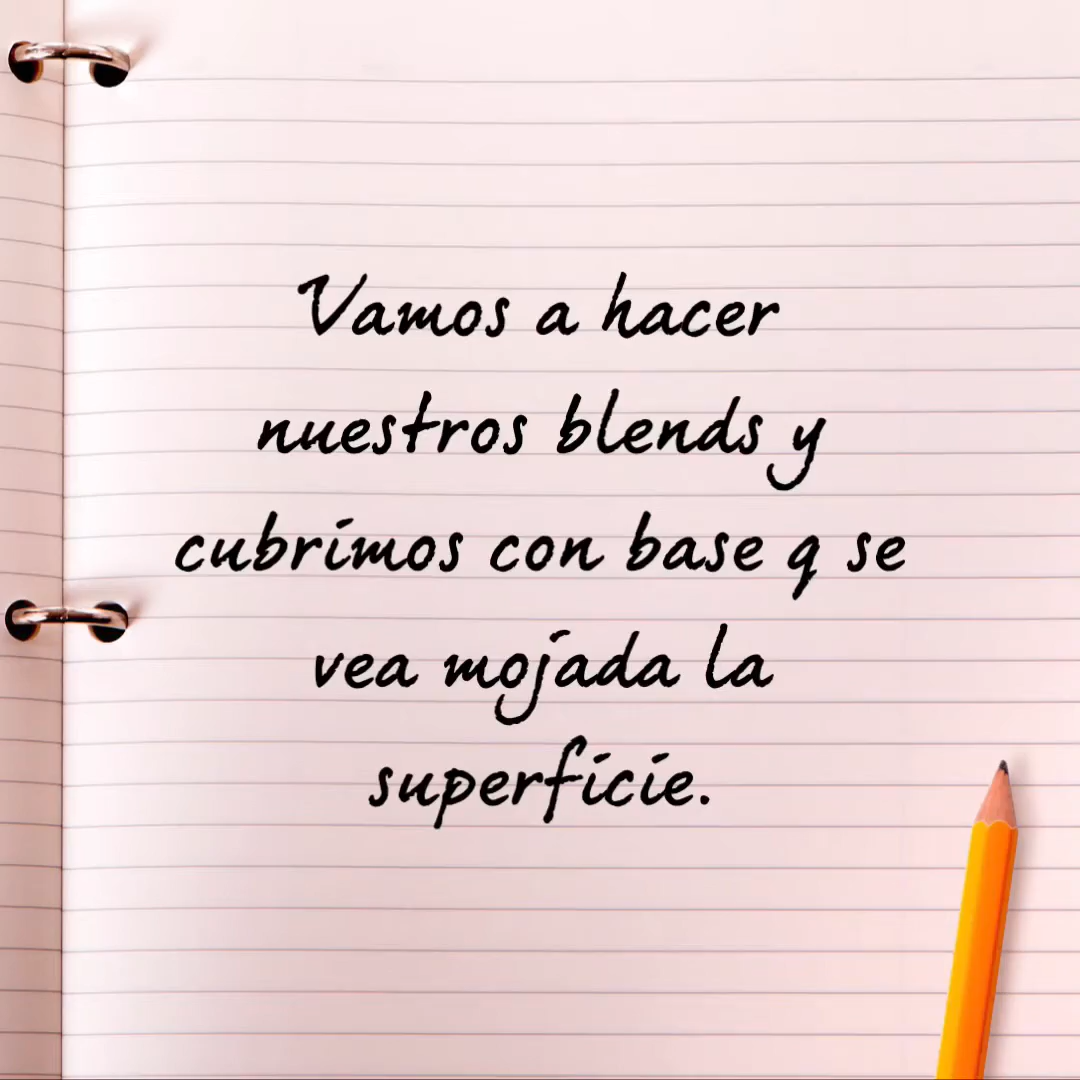 Vamos a hacer
nuestros blends y
cubrimos con base q se
vea mojada la
superficie.